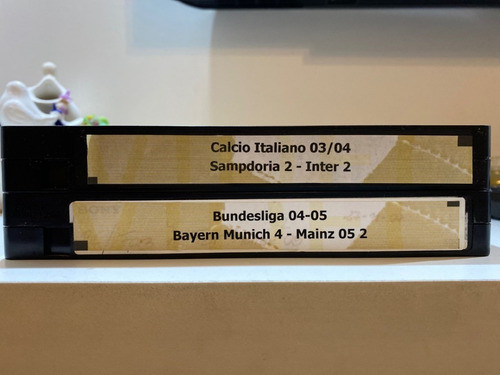 Calcio Italiano 03/04
Sampdoria 2 - Inter 2
Bundesliga 04-05
Bayern Munich 4 - Mainz 05 2